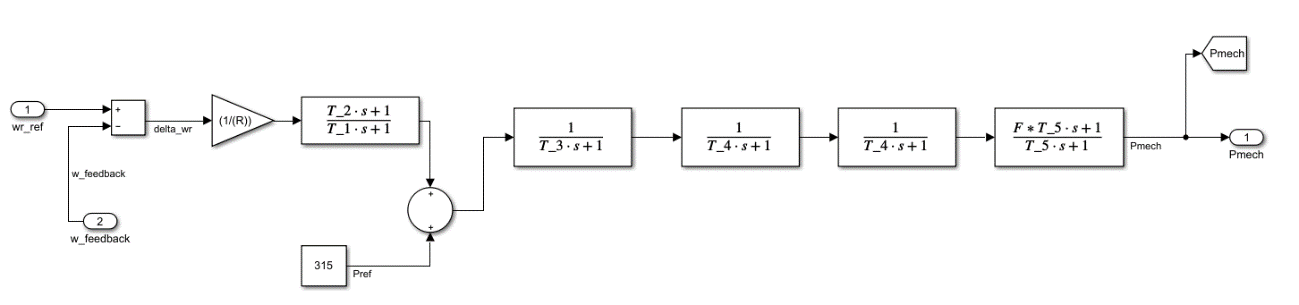 Pmech
1
wr_ref
+
−
delta_wr
(1/(R))
T_2 · s + 1
T_1 · s + 1
1
T_3 · s + 1
1
T_4 · s + 1
1
T_4 · s + 1
F * T_5 · s + 1
T_5 · s + 1
Pmech
1
Pmech
w_feedback
2
w_feedback
+
+
315
Pref